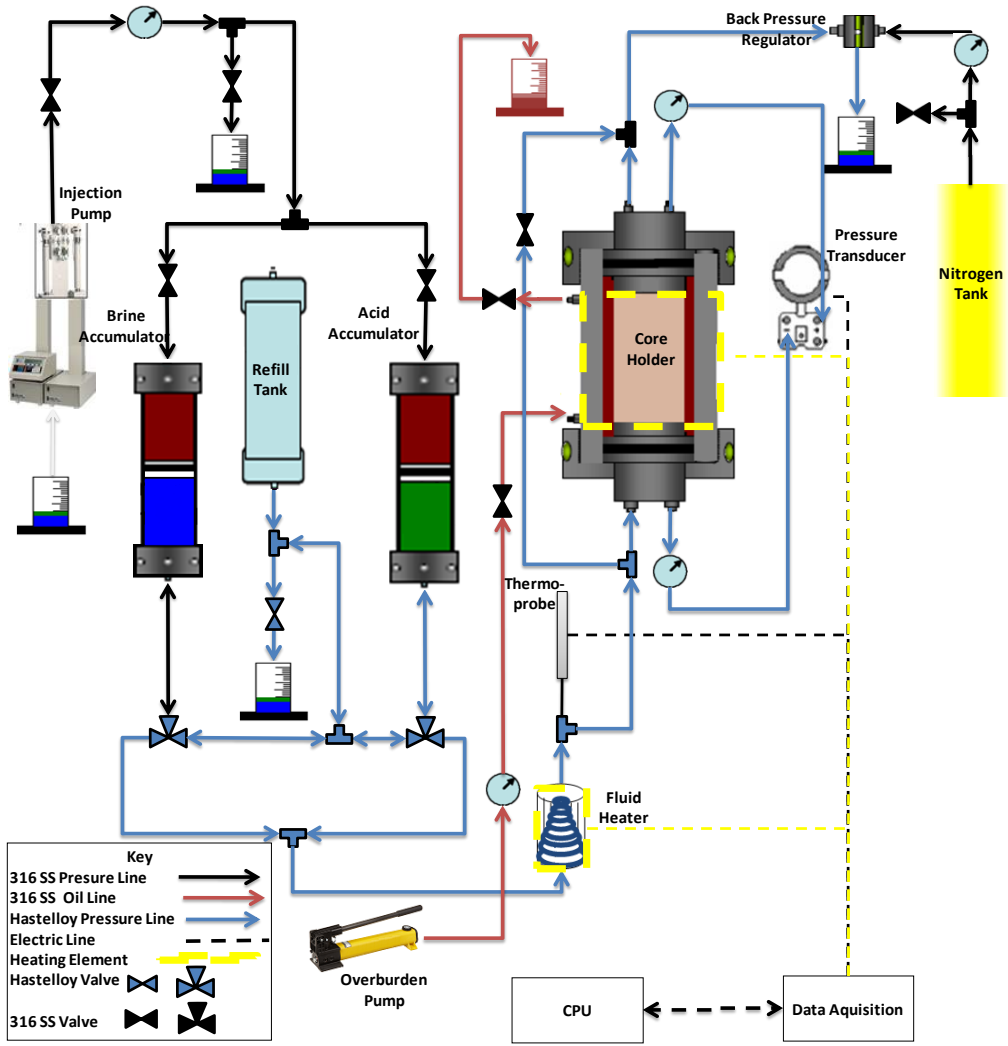 Back Pressure
Regulator
Injection
Pump
Pressure
Transducer
Nitrogen
Tank
Brine
Accumulator
Acid
Accumulator
Refill
Tank
Core
Holder
Thermo-
probe
Fluid
Heater
Key
316 SS Presure Line
316 SS Oil Line
Hastelloy Pressure Line
Electric Line
Heating Element
Hastelloy Valve
316 SS Valve
Overburden
Pump
CPU
Data Aquisition